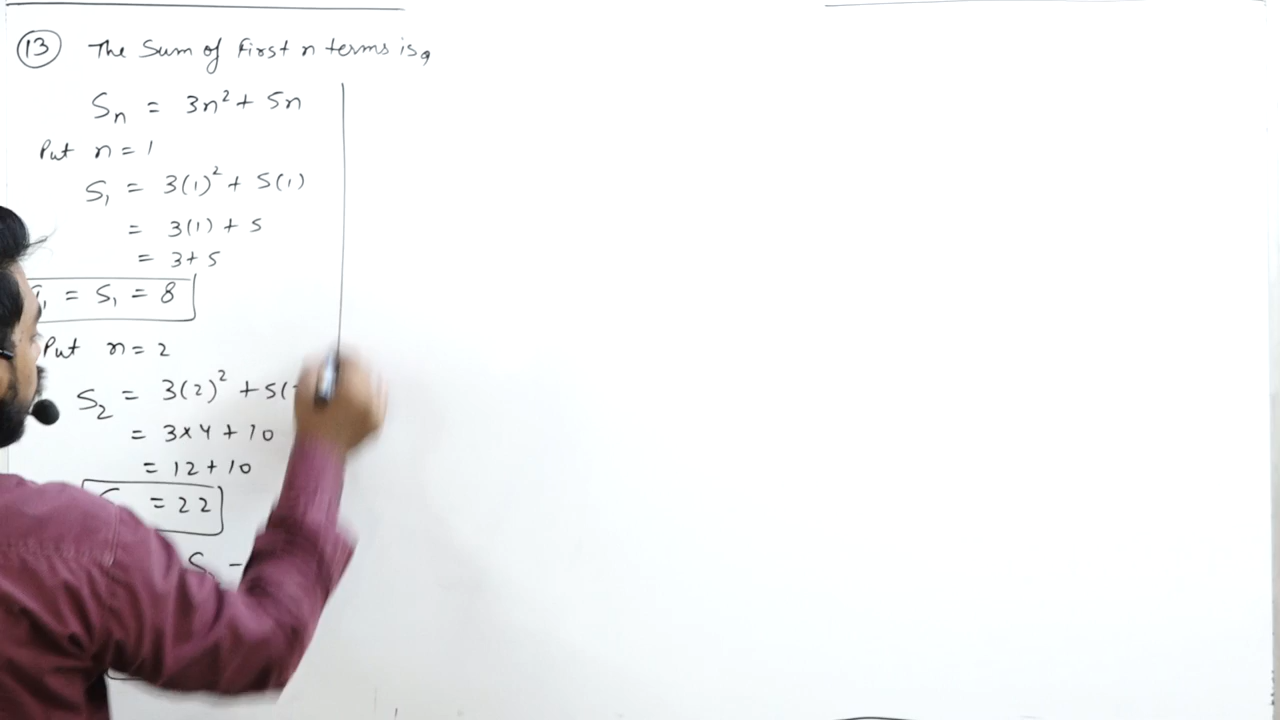 13 The Sum of First n terms is,
Sn = 3n² + 5n
Put n = 1
S₁ = 3(1)² + 5(1)
= 3(1) + 5
= 3 + 5
= S₁ = 8
Put n = 2
S₂ = 3(2)² + 5(
= 3×4 + 10
= 12 + 10
= 22
S -